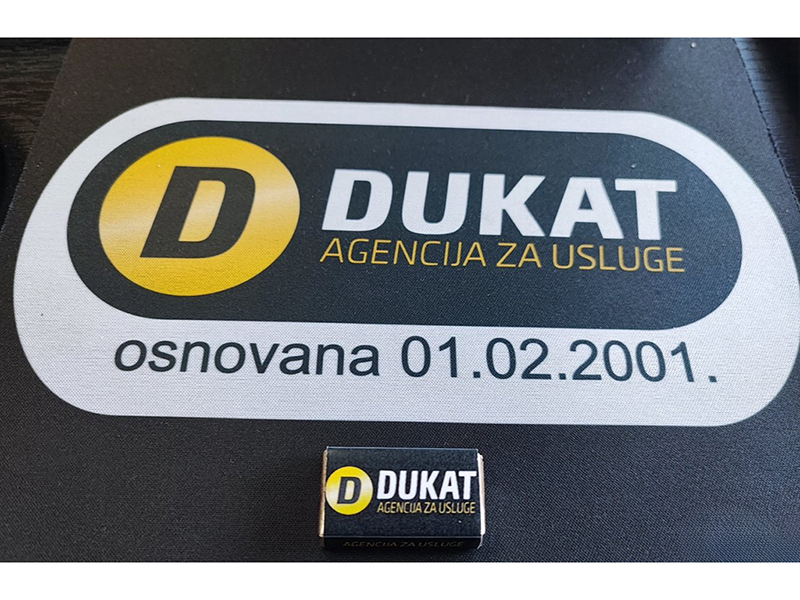 D DUKAT
AGENCIJA ZA USLUGE
osnovana 01.02.2001.
D DUKAT
AGENCIJA ZA USLUGE
AGENCIJA ZA USLUGE